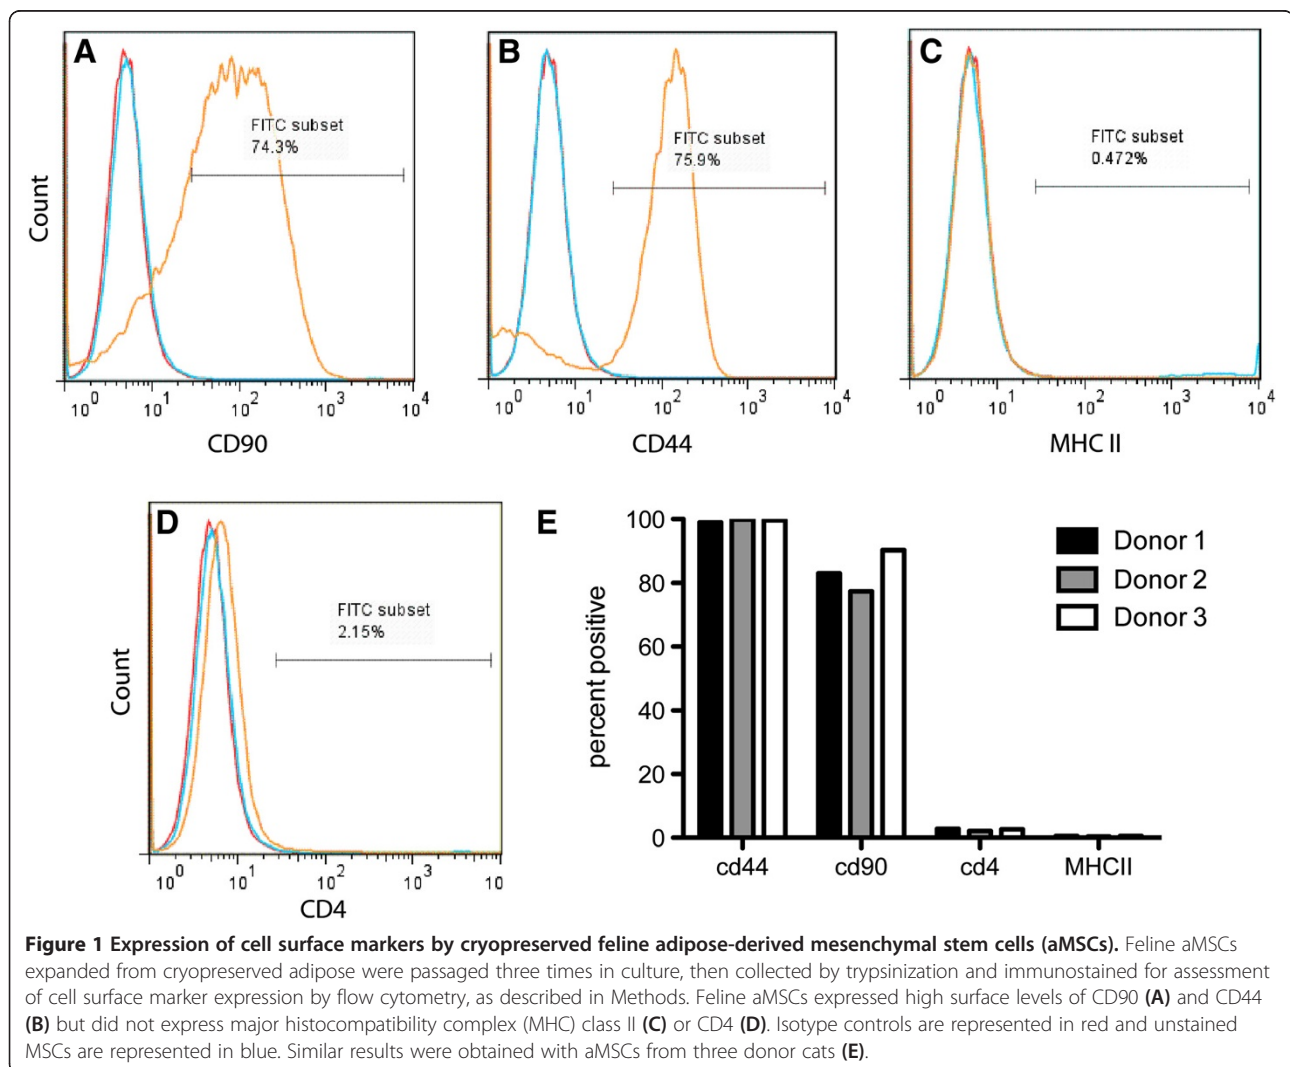 A
FITC subset
74.3%
Count
10^0 10^1 10^2 10^3 10^4
CD90
B
FITC subset
75.9%
10^0 10^1 10^2 10^3 10^4
CD44
C
FITC subset
0.472%
10^0 10^1 10^2 10^3 10^4
MHC II
D
FITC subset
2.15%
Count
10^0 10^1 10^2 10^3 10
CD4
E
percent positive
100
80
60
40
20
0
cd44 cd90 cd4 MHCII
Donor 1
Donor 2
Donor 3
Figure 1 Expression of cell surface markers by cryopreserved feline adipose-derived mesenchymal stem cells (aMSCs). Feline aMSCs
expanded from cryopreserved adipose were passaged three times in culture, then collected by trypsinization and immunostained for assessment
of cell surface marker expression by flow cytometry, as described in Methods. Feline aMSCs expressed high surface levels of CD90 (A) and CD44
(B) but did not express major histocompatibility complex (MHC) class II (C) or CD4 (D). Isotype controls are represented in red and unstained
MSCs are represented in blue. Similar results were obtained with aMSCs from three donor cats (E).